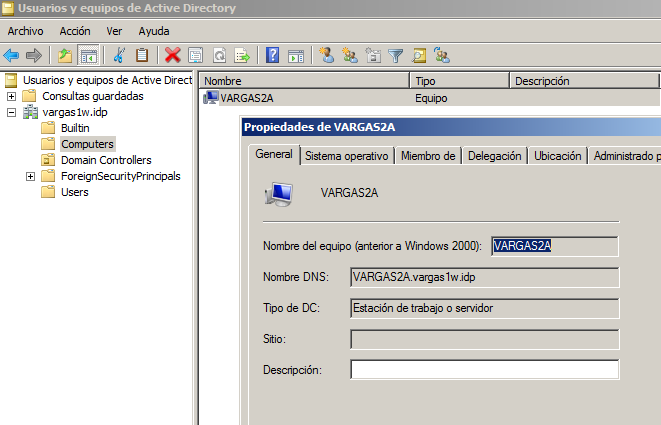 Usuarios y equipos de Active Directory
Archivo Acción Ver Ayuda
Usuarios y equipos de Active Direct
Consultas guardadas
vargas1w.idp
Builtin
Computers
Domain Controllers
ForeignSecurityPrincipals
Users
Nombre Tipo Descripción
VARGAS2A Equipo
Propiedades de VARGAS2A
General Sistema operativo Miembro de Delegación Ubicación Administrado p
VARGAS2A
Nombre del equipo (anterior a Windows 2000): VARGAS2A
Nombre DNS: VARGAS2A.vargas1w.idp
Tipo de DC: Estación de trabajo o servidor
Sitio:
Descripción: